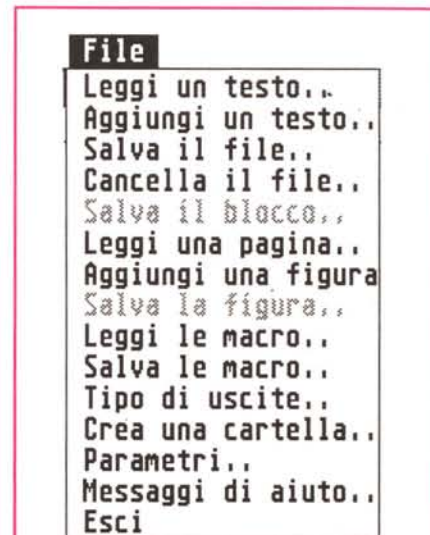 File
Leggi un testo..
Aggiungi un testo..
Salva il file..
Cancella il file..
Salva il blocco..
Leggi una pagina..
Aggiungi una figura
Salva la figura..
Leggi le macro..
Salva le macro..
Tipo di uscite..
Crea una cartella..
Parametri..
Messaggi di aiuto..
Esci